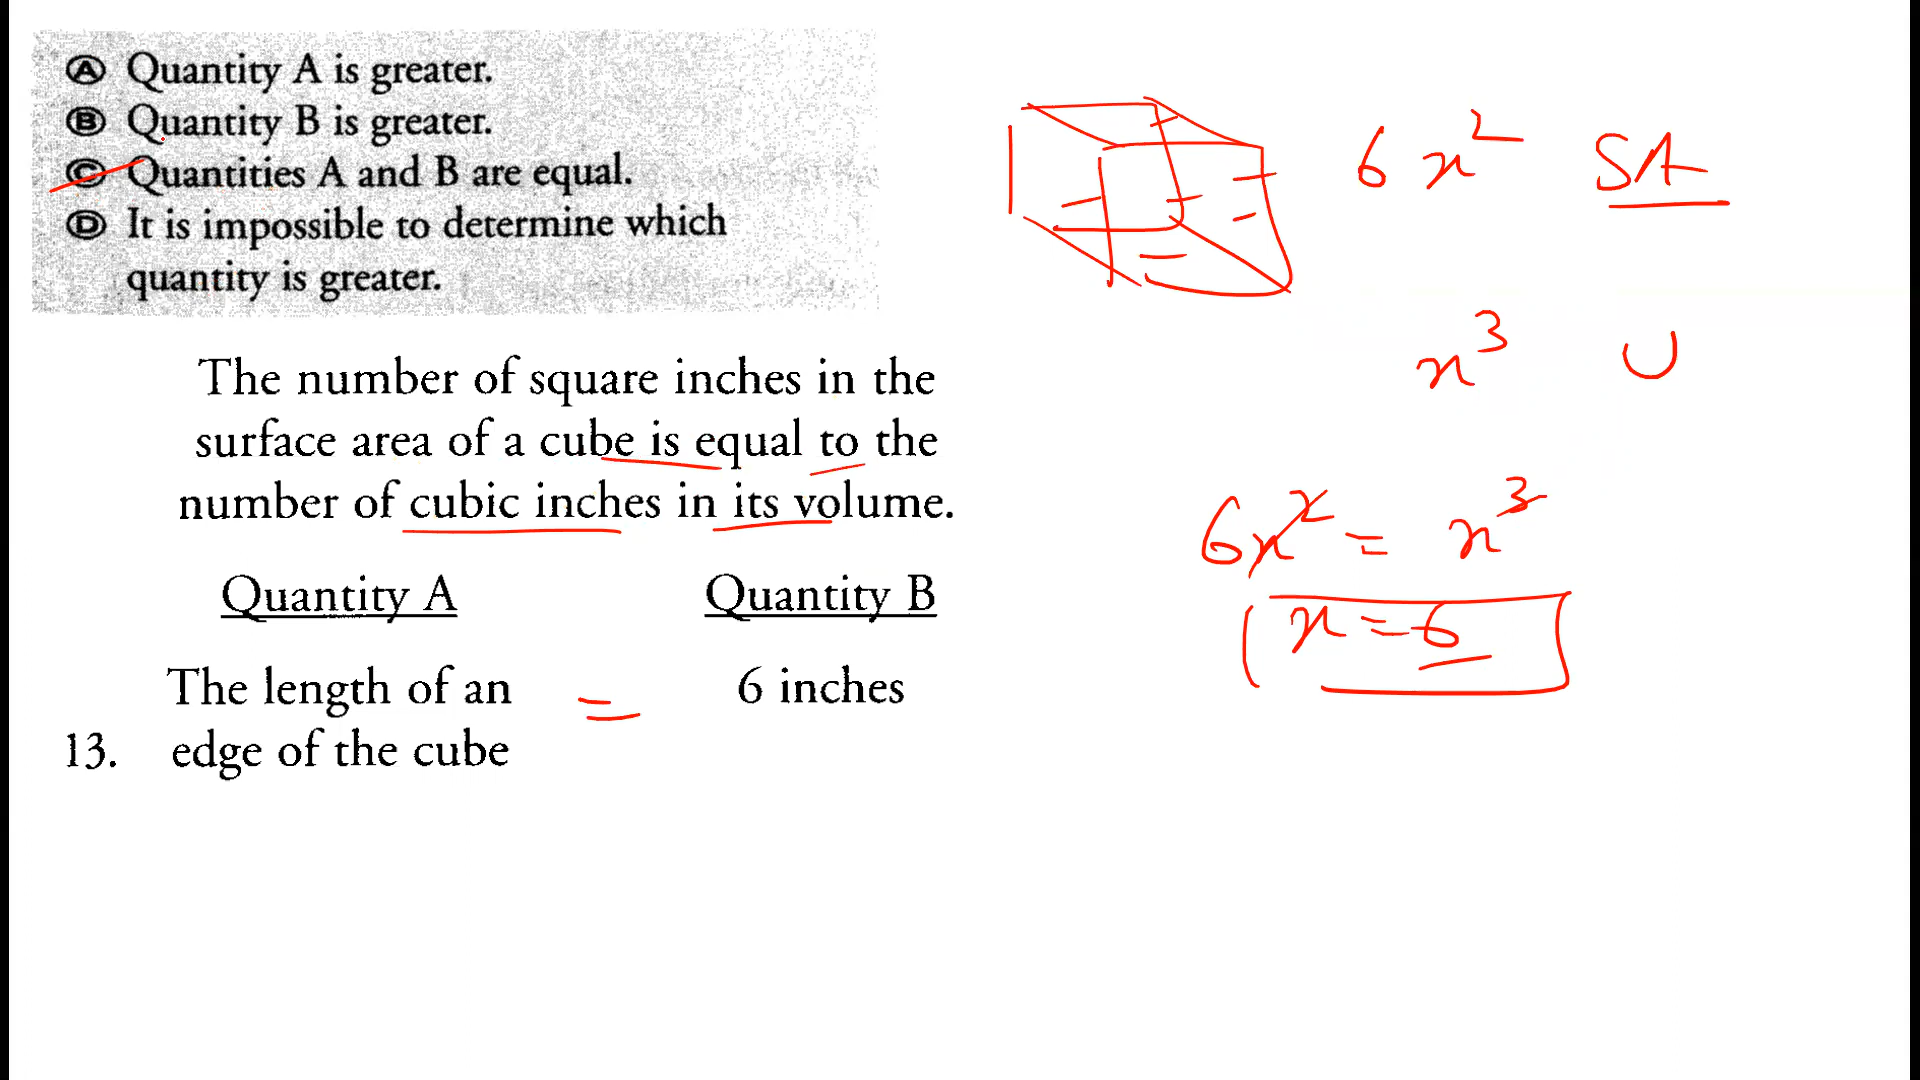 Ⓐ Quantity A is greater.
Ⓑ Quantity B is greater.
Ⓒ Quantities A and B are equal.
Ⓓ It is impossible to determine which
quantity is greater.
The number of square inches in the
surface area of a cube is equal to the
number of cubic inches in its volume.
Quantity A Quantity B
The length of an = 6 inches
13. edge of the cube
6x² SA
x³ V
6x² = x³
x = 6